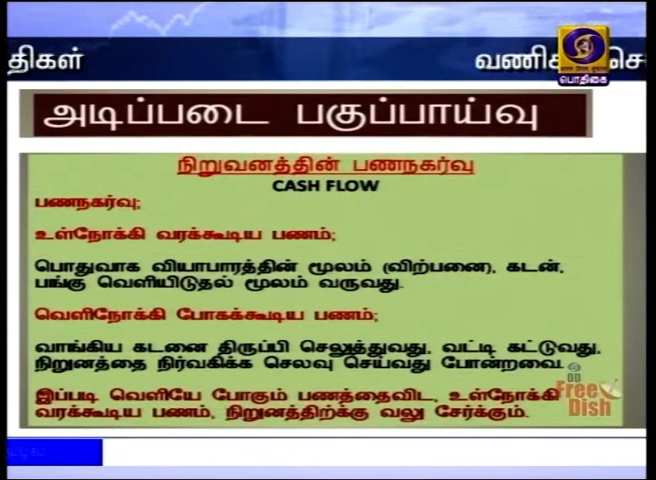 திகள்
வணிக செ
பொதிகை
அடிப்படை பகுப்பாய்வு
நிறுவனத்தின் பணநகர்வு
CASH FLOW
பணநகர்வு;
உள்நோக்கி வரக்கூடிய பணம்;
பொதுவாக வியாபாரத்தின் மூலம் (விற்பனை), கடன்,
பங்கு வெளியிடுதல் மூலம் வருவது.
வெளிநோக்கி போகக்கூடிய பணம்;
வாங்கிய கடனை திருப்பி செலுத்துவது, வட்டி கட்டுவது,
நிறுனத்தை நிர்வகிக்க செலவு செய்வது போன்றவை.
இப்படி வெளியே போகும் பணத்தைவிட, உள்நோக்கி
வரக்கூடிய பணம், நிறுனத்திற்க்கு வலு சேர்க்கும்.
DD
Free
Dish